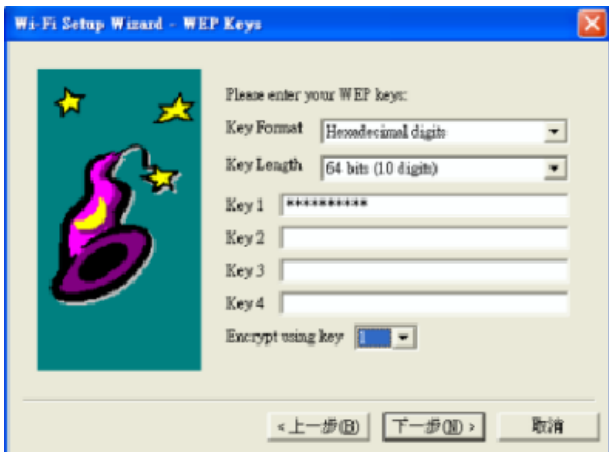 Wi-Fi Setup Wizard - WEP Keys
Please enter your WEP keys:
Key Format Hexadecimal digits
Key Length 64 bits (10 digits)
Key 1 **********
Key 2
Key 3
Key 4
Encrypt using key 1
<上一步(B) 下一步(N)> 取消